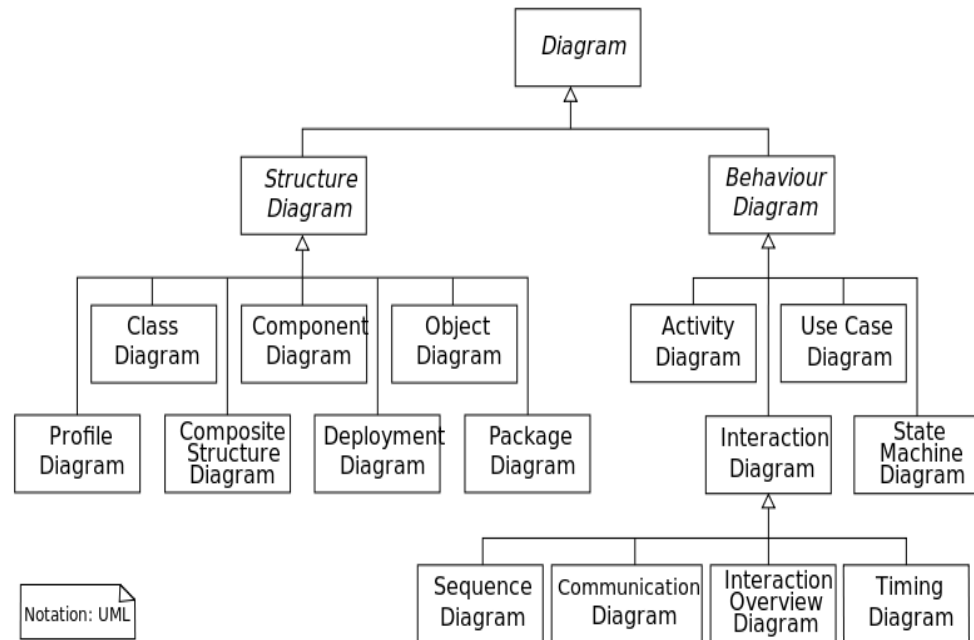 Diagram
Structure
Diagram
Behaviour
Diagram
Class
Diagram
Component
Diagram
Object
Diagram
Activity
Diagram
Use Case
Diagram
Profile
Diagram
Composite
Structure
Diagram
Deployment
Diagram
Package
Diagram
Interaction
Diagram
State
Machine
Diagram
Sequence
Diagram
Communication
Diagram
Interaction
Overview
Diagram
Timing
Diagram
Notation: UML